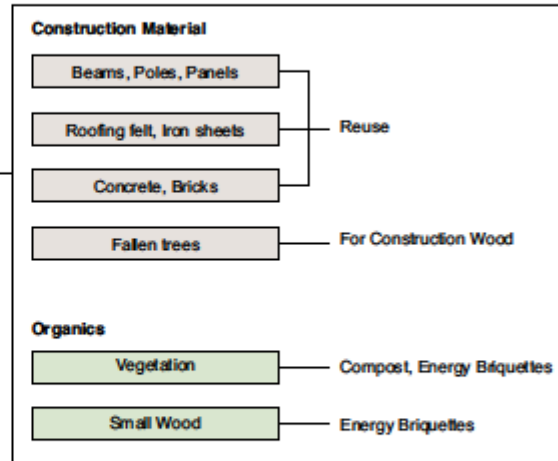 Construction Material
Beams, Poles, Panels
Roofing felt, Iron sheets
Reuse
Concrete, Bricks
Fallen trees
For Construction Wood
Organics
Vegetation
Compost, Energy Briquettes
Small Wood
Energy Briquettes